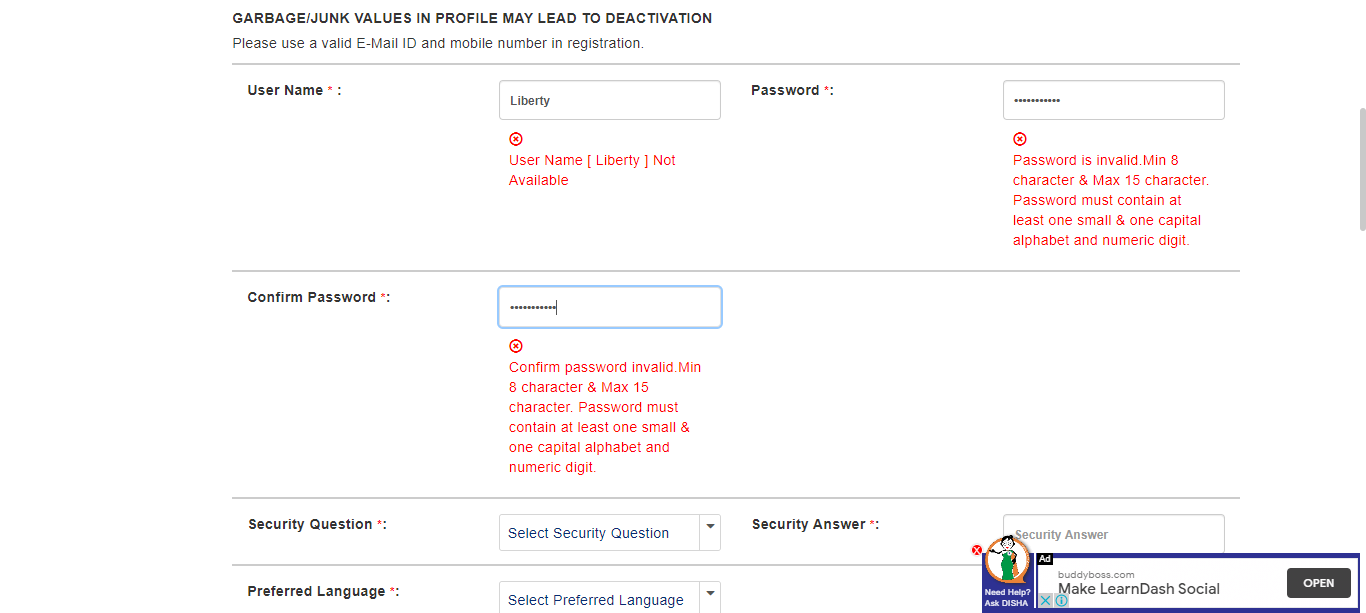 GARBAGE/JUNK VALUES IN PROFILE MAY LEAD TO DEACTIVATION
Please use a valid E-Mail ID and mobile number in registration.
User Name * :
Liberty
User Name [ Liberty ] Not
Available
Password *:
•••••••••••
Password is invalid.Min 8
character & Max 15 character.
Password must contain at
least one small & one capital
alphabet and numeric digit.
Confirm Password *:
•••••••••••
Confirm password invalid.Min
8 character & Max 15
character. Password must
contain at least one small &
one capital alphabet and
numeric digit.
Security Question *:
Select Security Question
Security Answer *:
Security Answer
Preferred Language *:
Select Preferred Language
Need Help?
Ask DISHA
Ad
buddyboss.com
Make LearnDash Social
OPEN